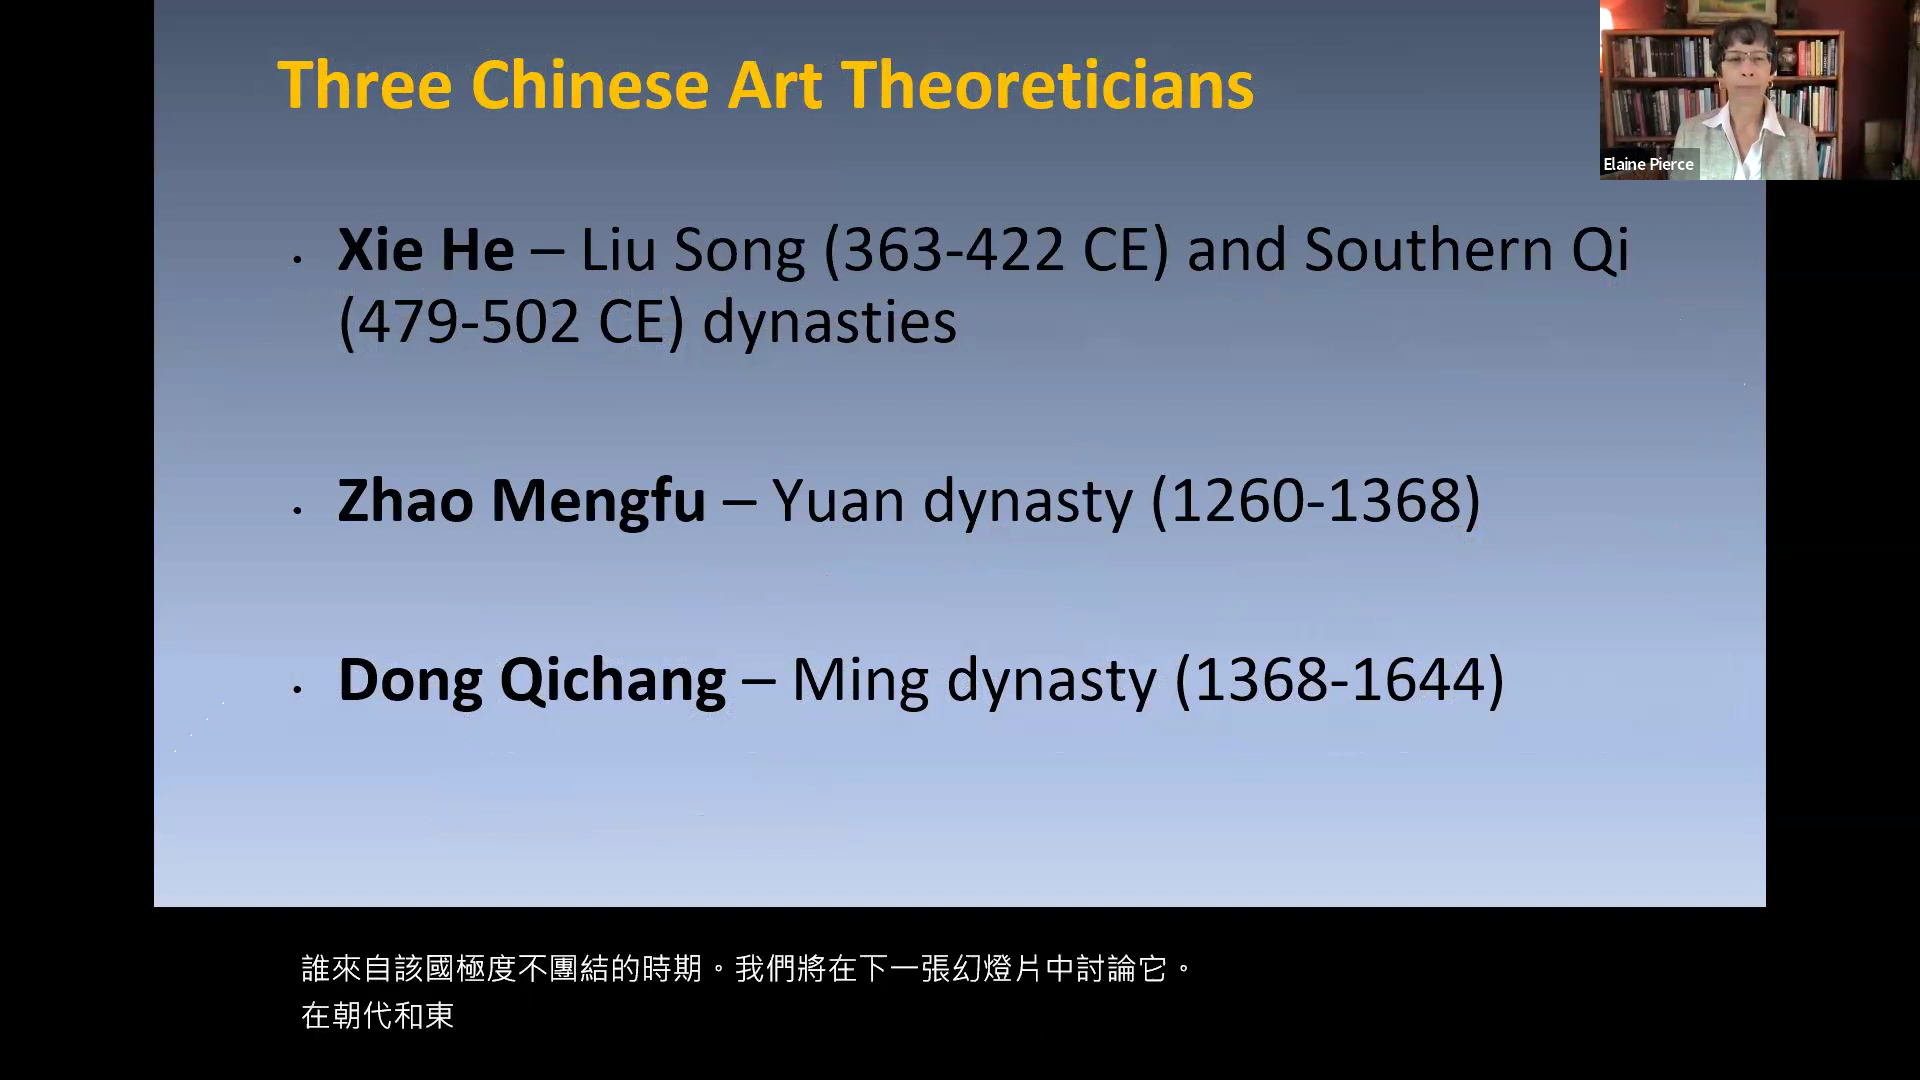 Three Chinese Art Theoreticians
Elaine Pierce
• Xie He – Liu Song (363-422 CE) and Southern Qi
(479-502 CE) dynasties
• Zhao Mengfu – Yuan dynasty (1260-1368)
• Dong Qichang – Ming dynasty (1368-1644)
誰來自該國極度不團結的時期。我們將在下一張幻燈片中討論它。
在朝代和東